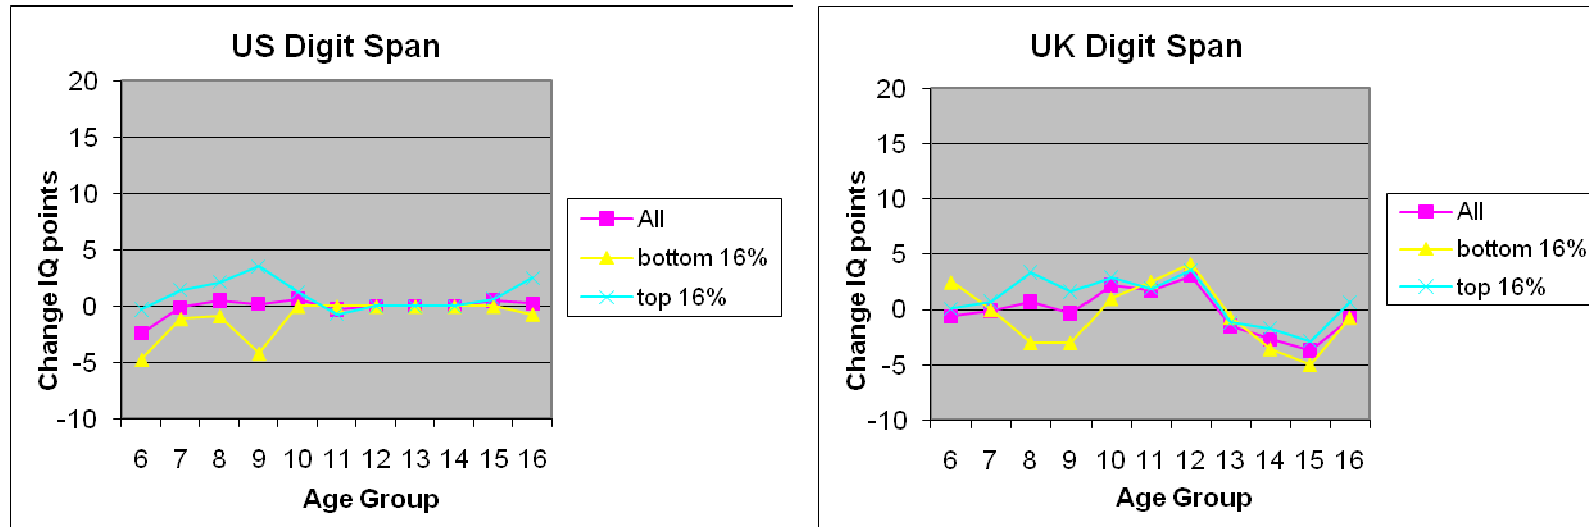 US Digit Span
20
15
10
5
0
-5
-10
Change IQ points
6 7 8 9 10 11 12 13 14 15 16
Age Group
All
bottom 16%
top 16%
UK Digit Span
20
15
10
5
0
-5
-10
Change IQ points
6 7 8 9 10 11 12 13 14 15 16
Age Group
All
bottom 16%
top 16%